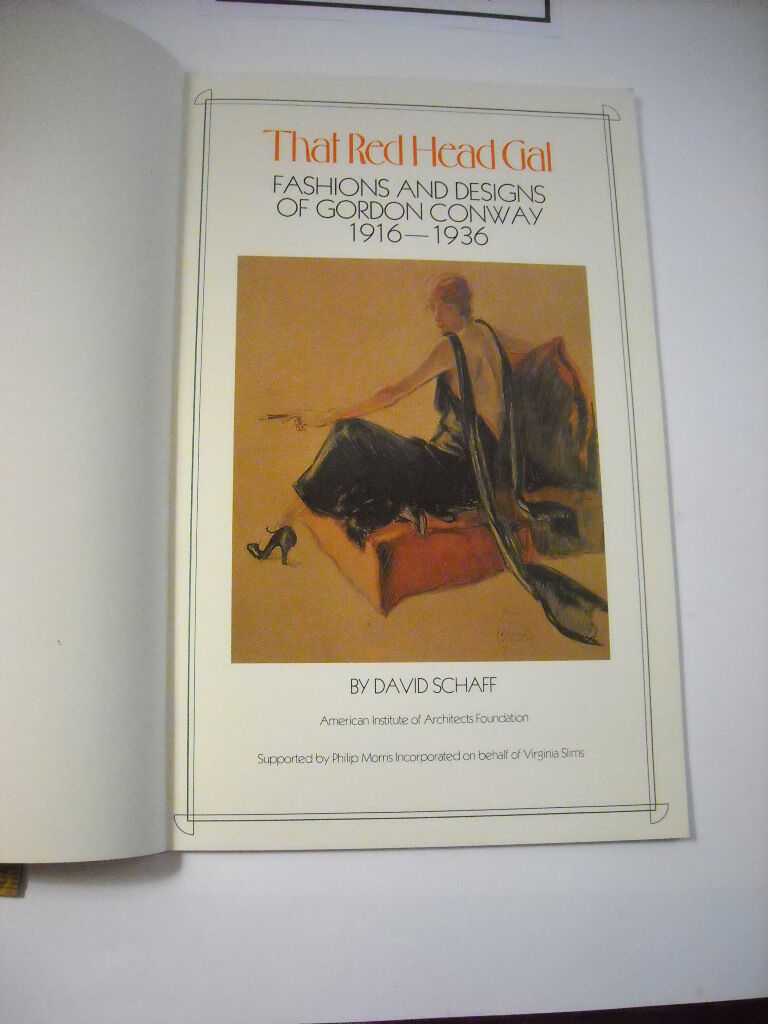 That Red Head Gal
FASHIONS AND DESIGNS
OF GORDON CONWAY
1916—1936
BY DAVID SCHAFF
American Institute of Architects Foundation
Supported by Philip Morris Incorporated on behalf of Virginia Slims